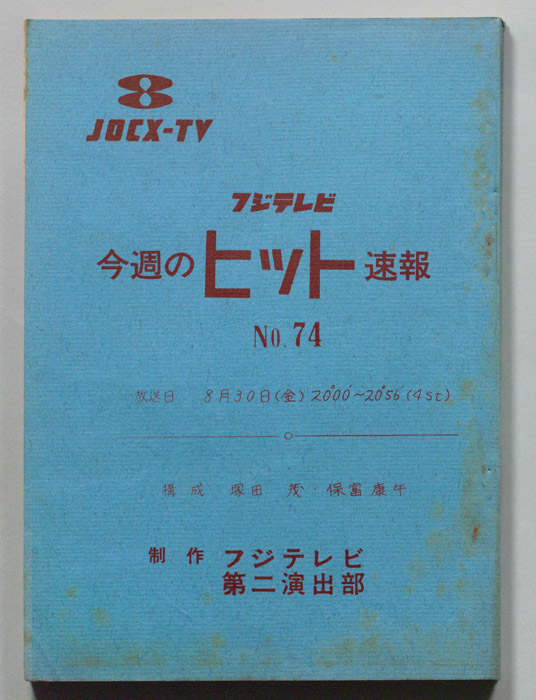 JOCX-TV
フジテレビ
今週のヒット速報
No. 74
放送日 8月30日(金) 20°00'~20°56'(4st)
構成 塚田 茂・保富康午
制作 フジテレビ
第二演出部